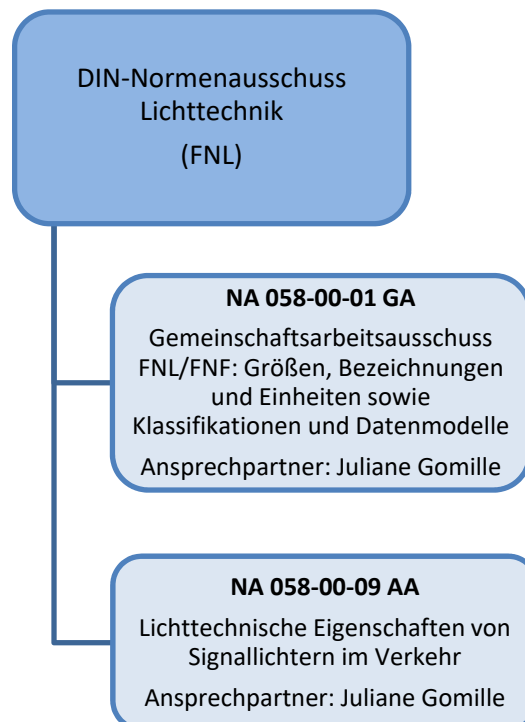 DIN-Normenausschuss
Lichttechnik
(FNL)
NA 058-00-01 GA
Gemeinschaftsarbeitsausschuss
FNL/FNF: Größen, Bezeichnungen
und Einheiten sowie
Klassifikationen und Datenmodelle
Ansprechpartner: Juliane Gomille
NA 058-00-09 AA
Lichttechnische Eigenschaften von
Signallichtern im Verkehr
Ansprechpartner: Juliane Gomille